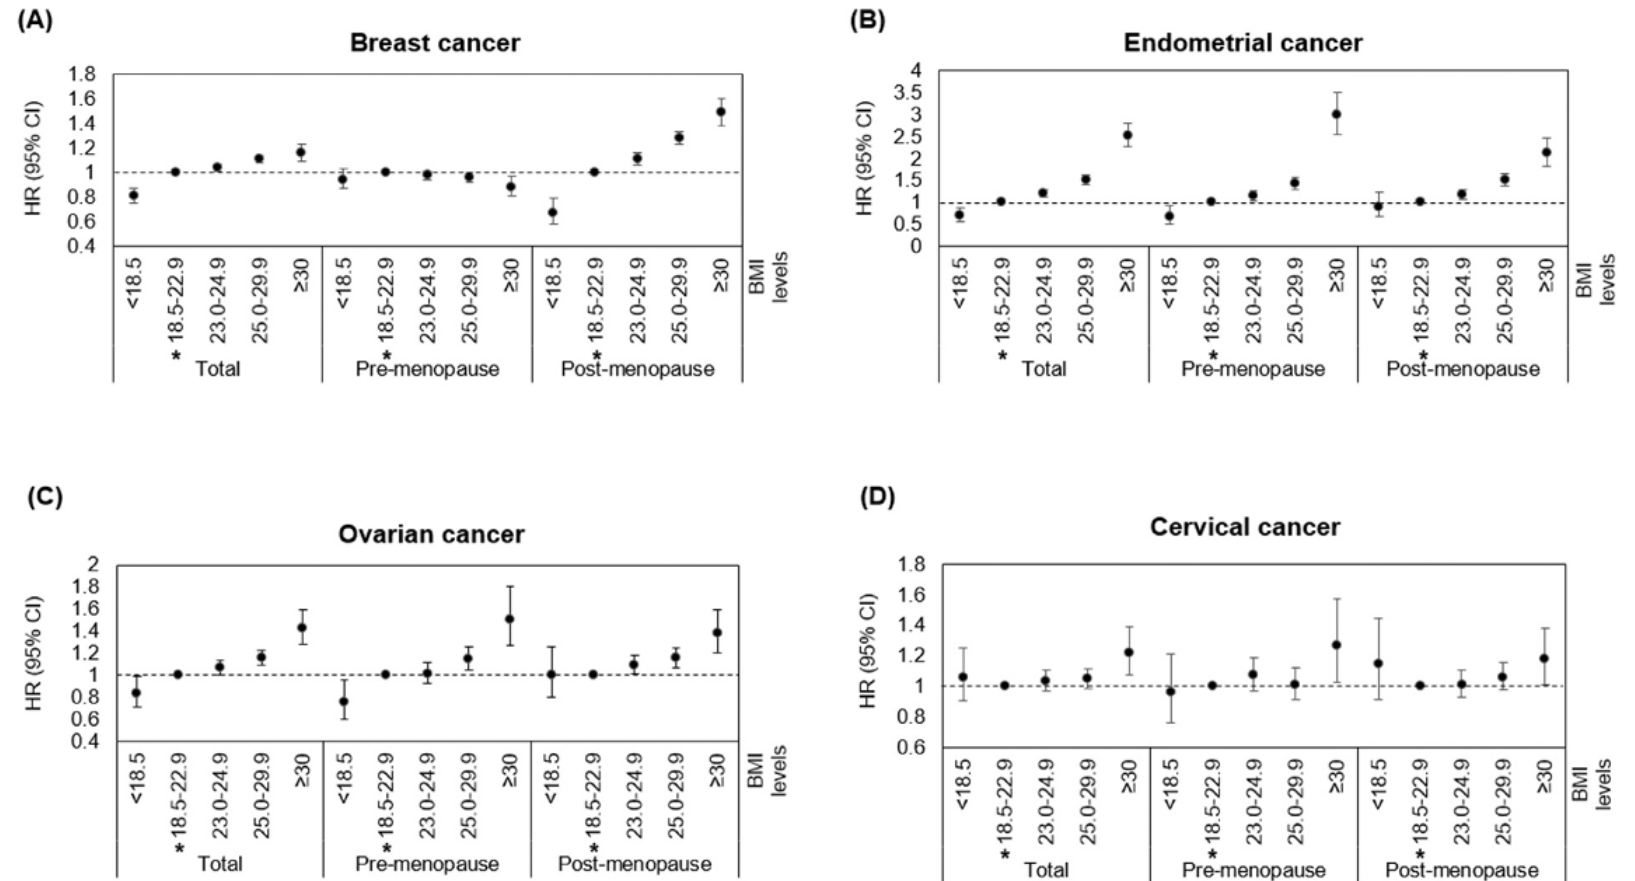 (A)
Breast cancer
HR (95% CI)
1.8
1.6
1.4
1.2
1
0.8
0.6
0.4
<18.5
* 18.5-22.9
23.0-24.9
25.0-29.9
≥30
<18.5
* 18.5-22.9
23.0-24.9
25.0-29.9
≥30
<18.5
* 18.5-22.9
23.0-24.9
25.0-29.9
≥30
BMI
levels
Total
Pre-menopause
Post-menopause
(B)
Endometrial cancer
HR (95% CI)
4
3.5
3
2.5
2
1.5
1
0.5
0
<18.5
* 18.5-22.9
23.0-24.9
25.0-29.9
≥30
<18.5
* 18.5-22.9
23.0-24.9
25.0-29.9
≥30
<18.5
* 18.5-22.9
23.0-24.9
25.0-29.9
≥30
BMI
levels
Total
Pre-menopause
Post-menopause
(C)
Ovarian cancer
HR (95% CI)
2
1.8
1.6
1.4
1.2
1
0.8
0.6
0.4
<18.5
* 18.5-22.9
23.0-24.9
25.0-29.9
≥30
<18.5
* 18.5-22.9
23.0-24.9
25.0-29.9
≥30
<18.5
* 18.5-22.9
23.0-24.9
25.0-29.9
≥30
BMI
levels
Total
Pre-menopause
Post-menopause
(D)
Cervical cancer
HR (95% CI)
1.8
1.6
1.4
1.2
1
0.8
0.6
<18.5
* 18.5-22.9
23.0-24.9
25.0-29.9
≥30
<18.5
* 18.5-22.9
23.0-24.9
25.0-29.9
≥30
<18.5
* 18.5-22.9
23.0-24.9
25.0-29.9
≥30
BMI
levels
Total
Pre-menopause
Post-menopause